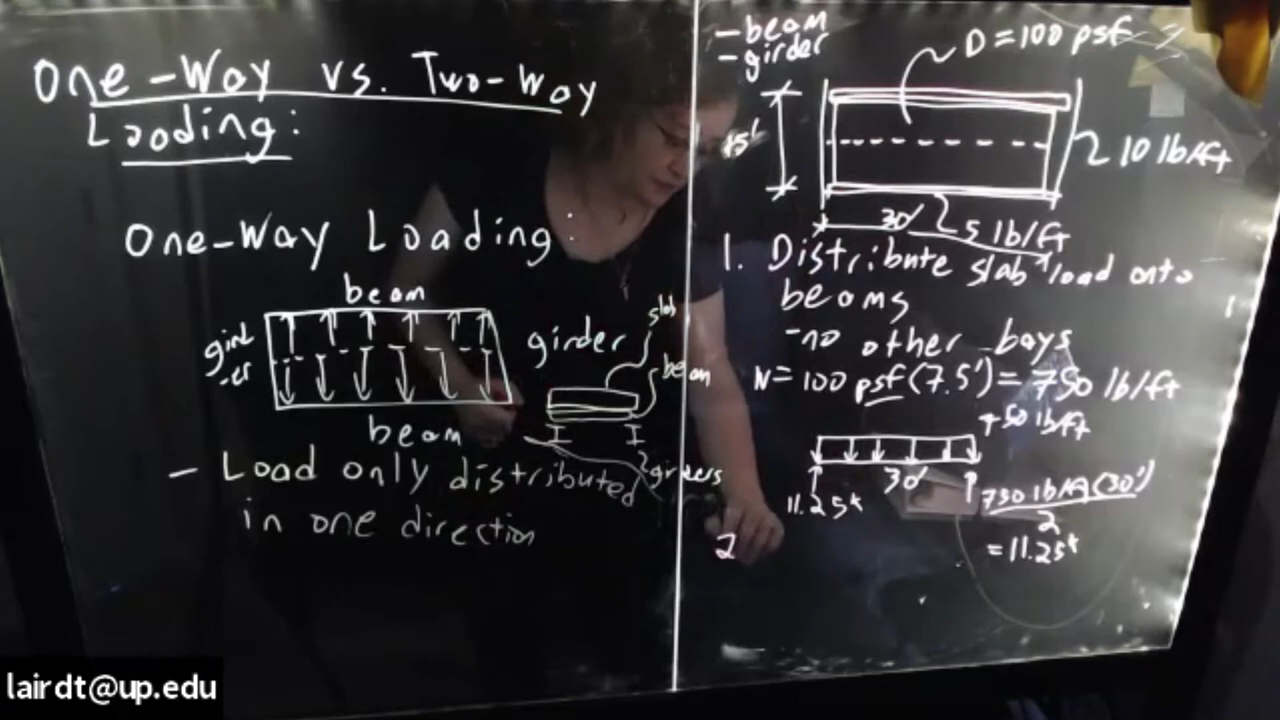 One-Way vs. Two-Way
Loading:
One-Way Loading:
beam
gird
-er
girder
slab
beam
beam
2 girders
- Load only distributed
in one direction
- beam
- girder
D = 100 psf
15'
10 lb/ft
30'
5 lb/ft
1. Distribute slab load onto
beams
- no other bays
W = 100 psf (7.5') = 750 lb/ft
+50 lb/ft
30'
11.25k
750 lb/ft (30')
2
= 11.25k
2
lairdt@up.edu